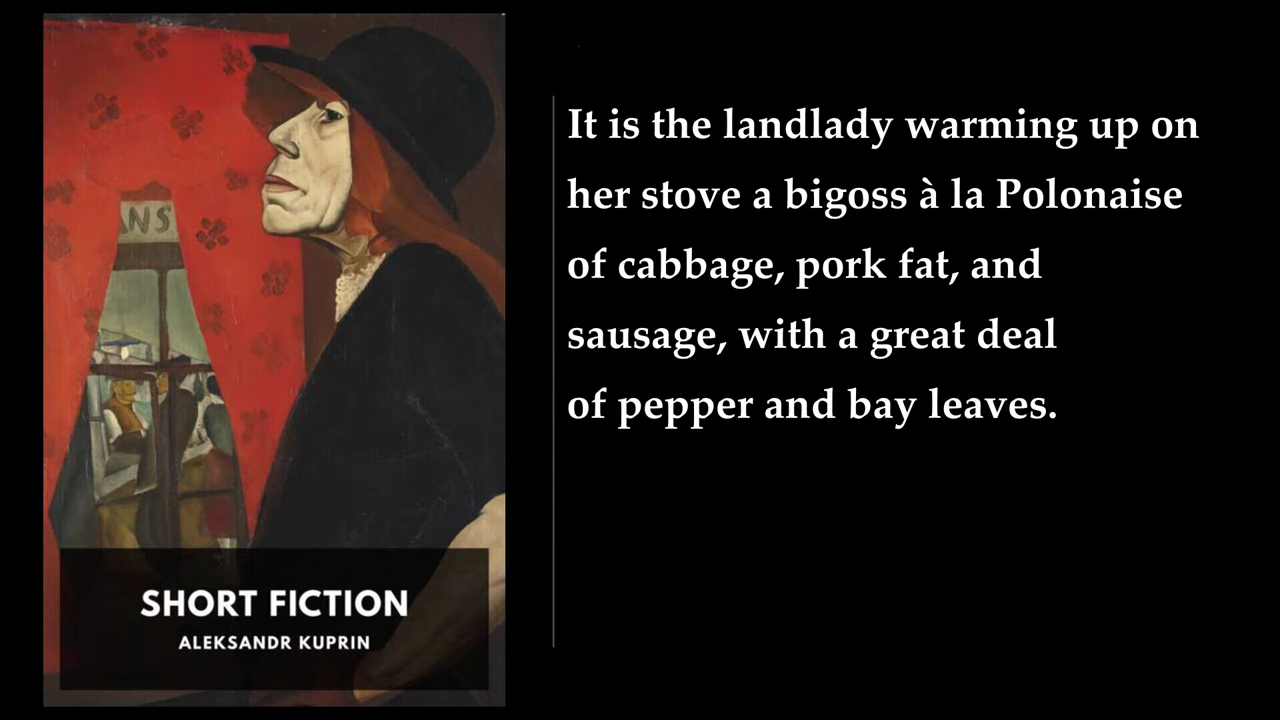 ANS
SHORT FICTION
ALEKSANDR KUPRIN
It is the landlady warming up on
her stove a bigoss à la Polonaise
of cabbage, pork fat, and
sausage, with a great deal
of pepper and bay leaves.